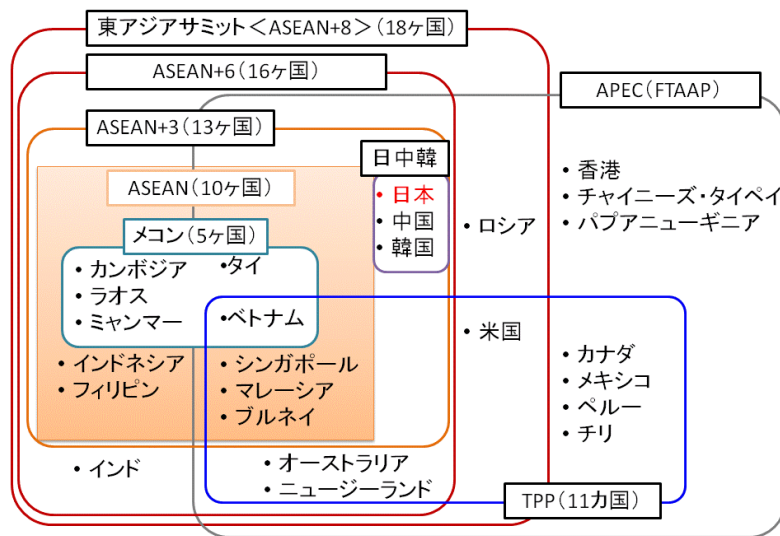 東アジアサミット<ASEAN+8>(18ヶ国)
ASEAN+6(16ヶ国)
APEC(FTAAP)
ASEAN+3(13ヶ国)
日中韓
ASEAN(10ヶ国)
メコン(5ヶ国)
• 日本
• 中国
• 韓国
• ロシア
• 香港
• チャイニーズ・タイペイ
• パプアニューギニア
• カンボジア
• ラオス
• ミャンマー
•タイ
•ベトナム
• インドネシア
• フィリピン
• シンガポール
• マレーシア
• ブルネイ
• 米国
• カナダ
• メキシコ
• ペルー
• チリ
• インド
• オーストラリア
• ニュージーランド
TPP(11カ国)